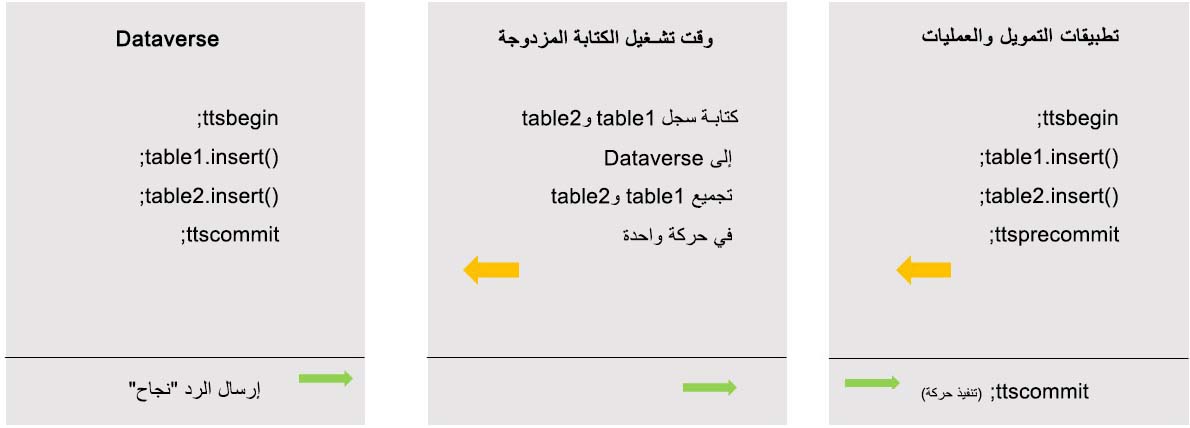 تطبيقات التمويل والعمليات
ttsbegin;
table1.insert();
table2.insert();
ttsprecommit;
ttscommit; (تنفيذ حركة)
وقت تشغيل الكتابة المزدوجة
كتابة سجل table1 وtable2
إلى Dataverse
تجميع table1 وtable2
في حركة واحدة
Dataverse
ttsbegin;
table1.insert();
table2.insert();
ttscommit;
إرسال الرد "نجاح"